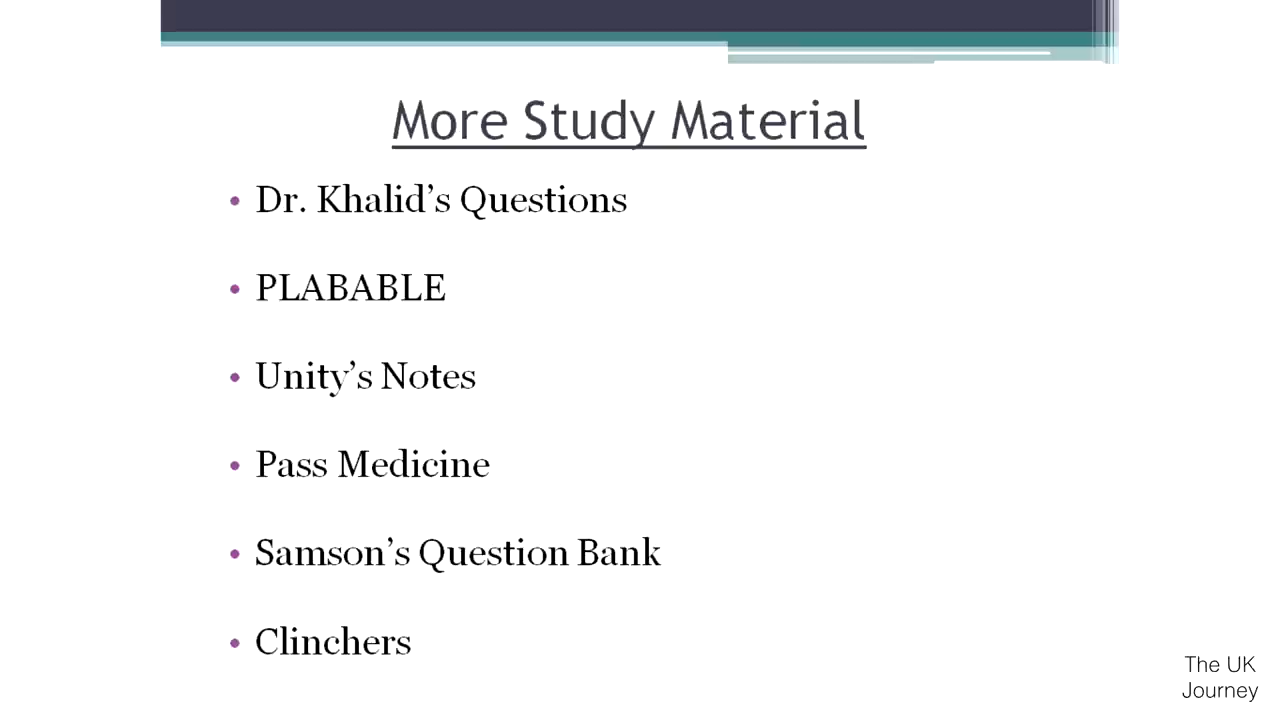 More Study Material
• Dr. Khalid’s Questions
• PLABABLE
• Unity’s Notes
• Pass Medicine
• Samson’s Question Bank
• Clinchers
The UK
Journey